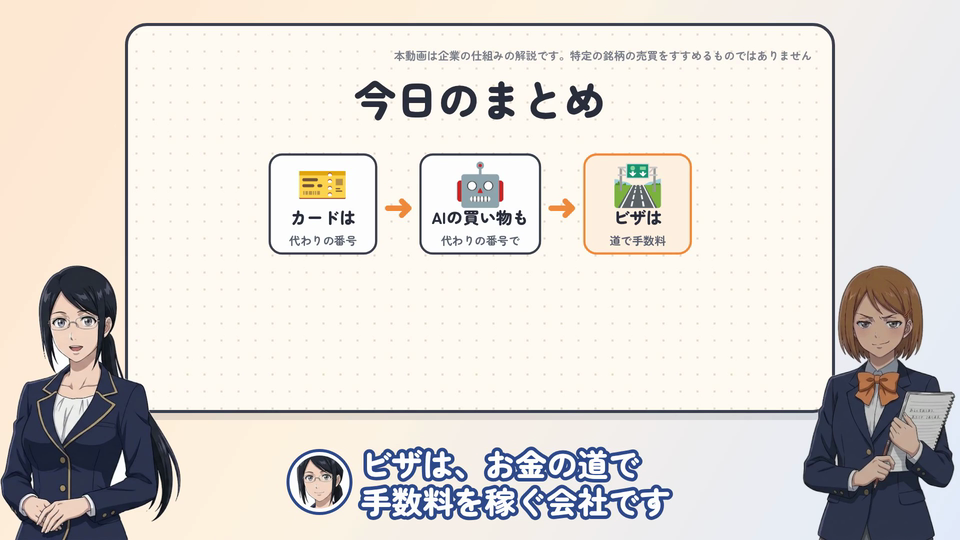 本動画は企業の仕組みの解説です。特定の銘柄の売買をすすめるものではありません
今日のまとめ
カードは
代わりの番号
AIの買い物も
代わりの番号で
ビザは
道で手数料
ビザは、お金の道で
手数料を稼ぐ会社です